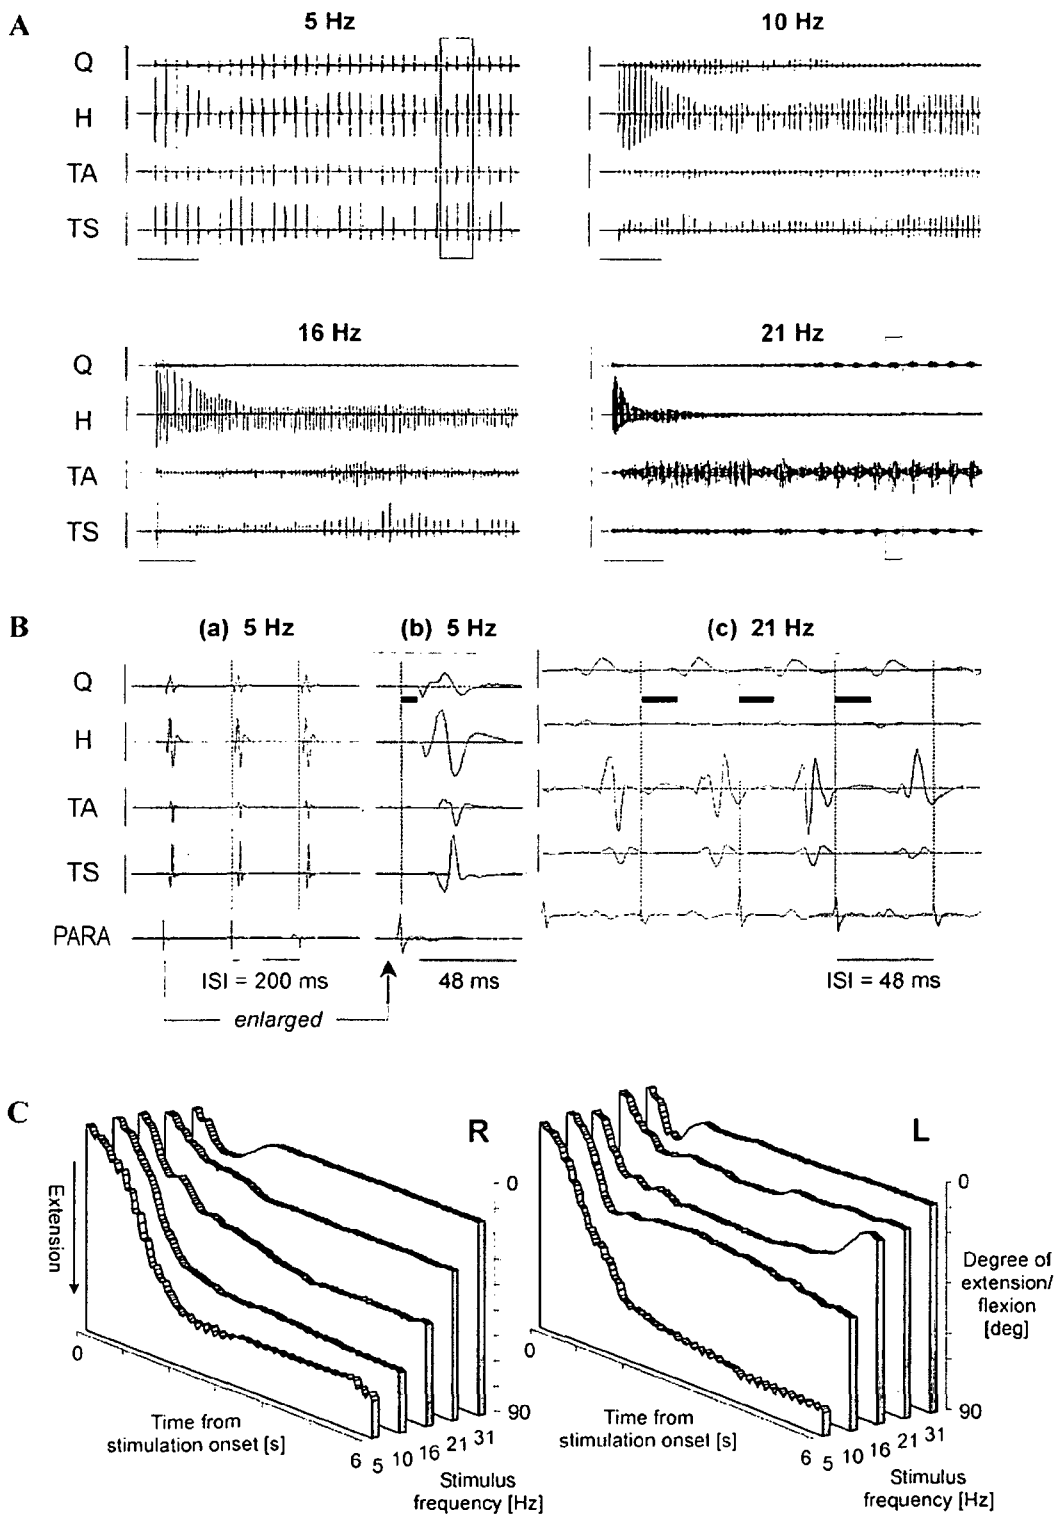 A
5 Hz
10 Hz
Q
H
TA
TS
16 Hz
21 Hz
Q
H
TA
TS
B
(a) 5 Hz
(b) 5 Hz
(c) 21 Hz
Q
H
TA
TS
PARA
ISI = 200 ms
48 ms
ISI = 48 ms
enlarged
C
R
L
Extension
0
90
0
Time from
stimulation onset [s]
6
5 10 16 21 31
Stimulus
frequency [Hz]
0
90
Degree of
extension/
flexion
[deg]
0
Time from
stimulation onset [s]
6
5 10 16 21 31
Stimulus
frequency [Hz]